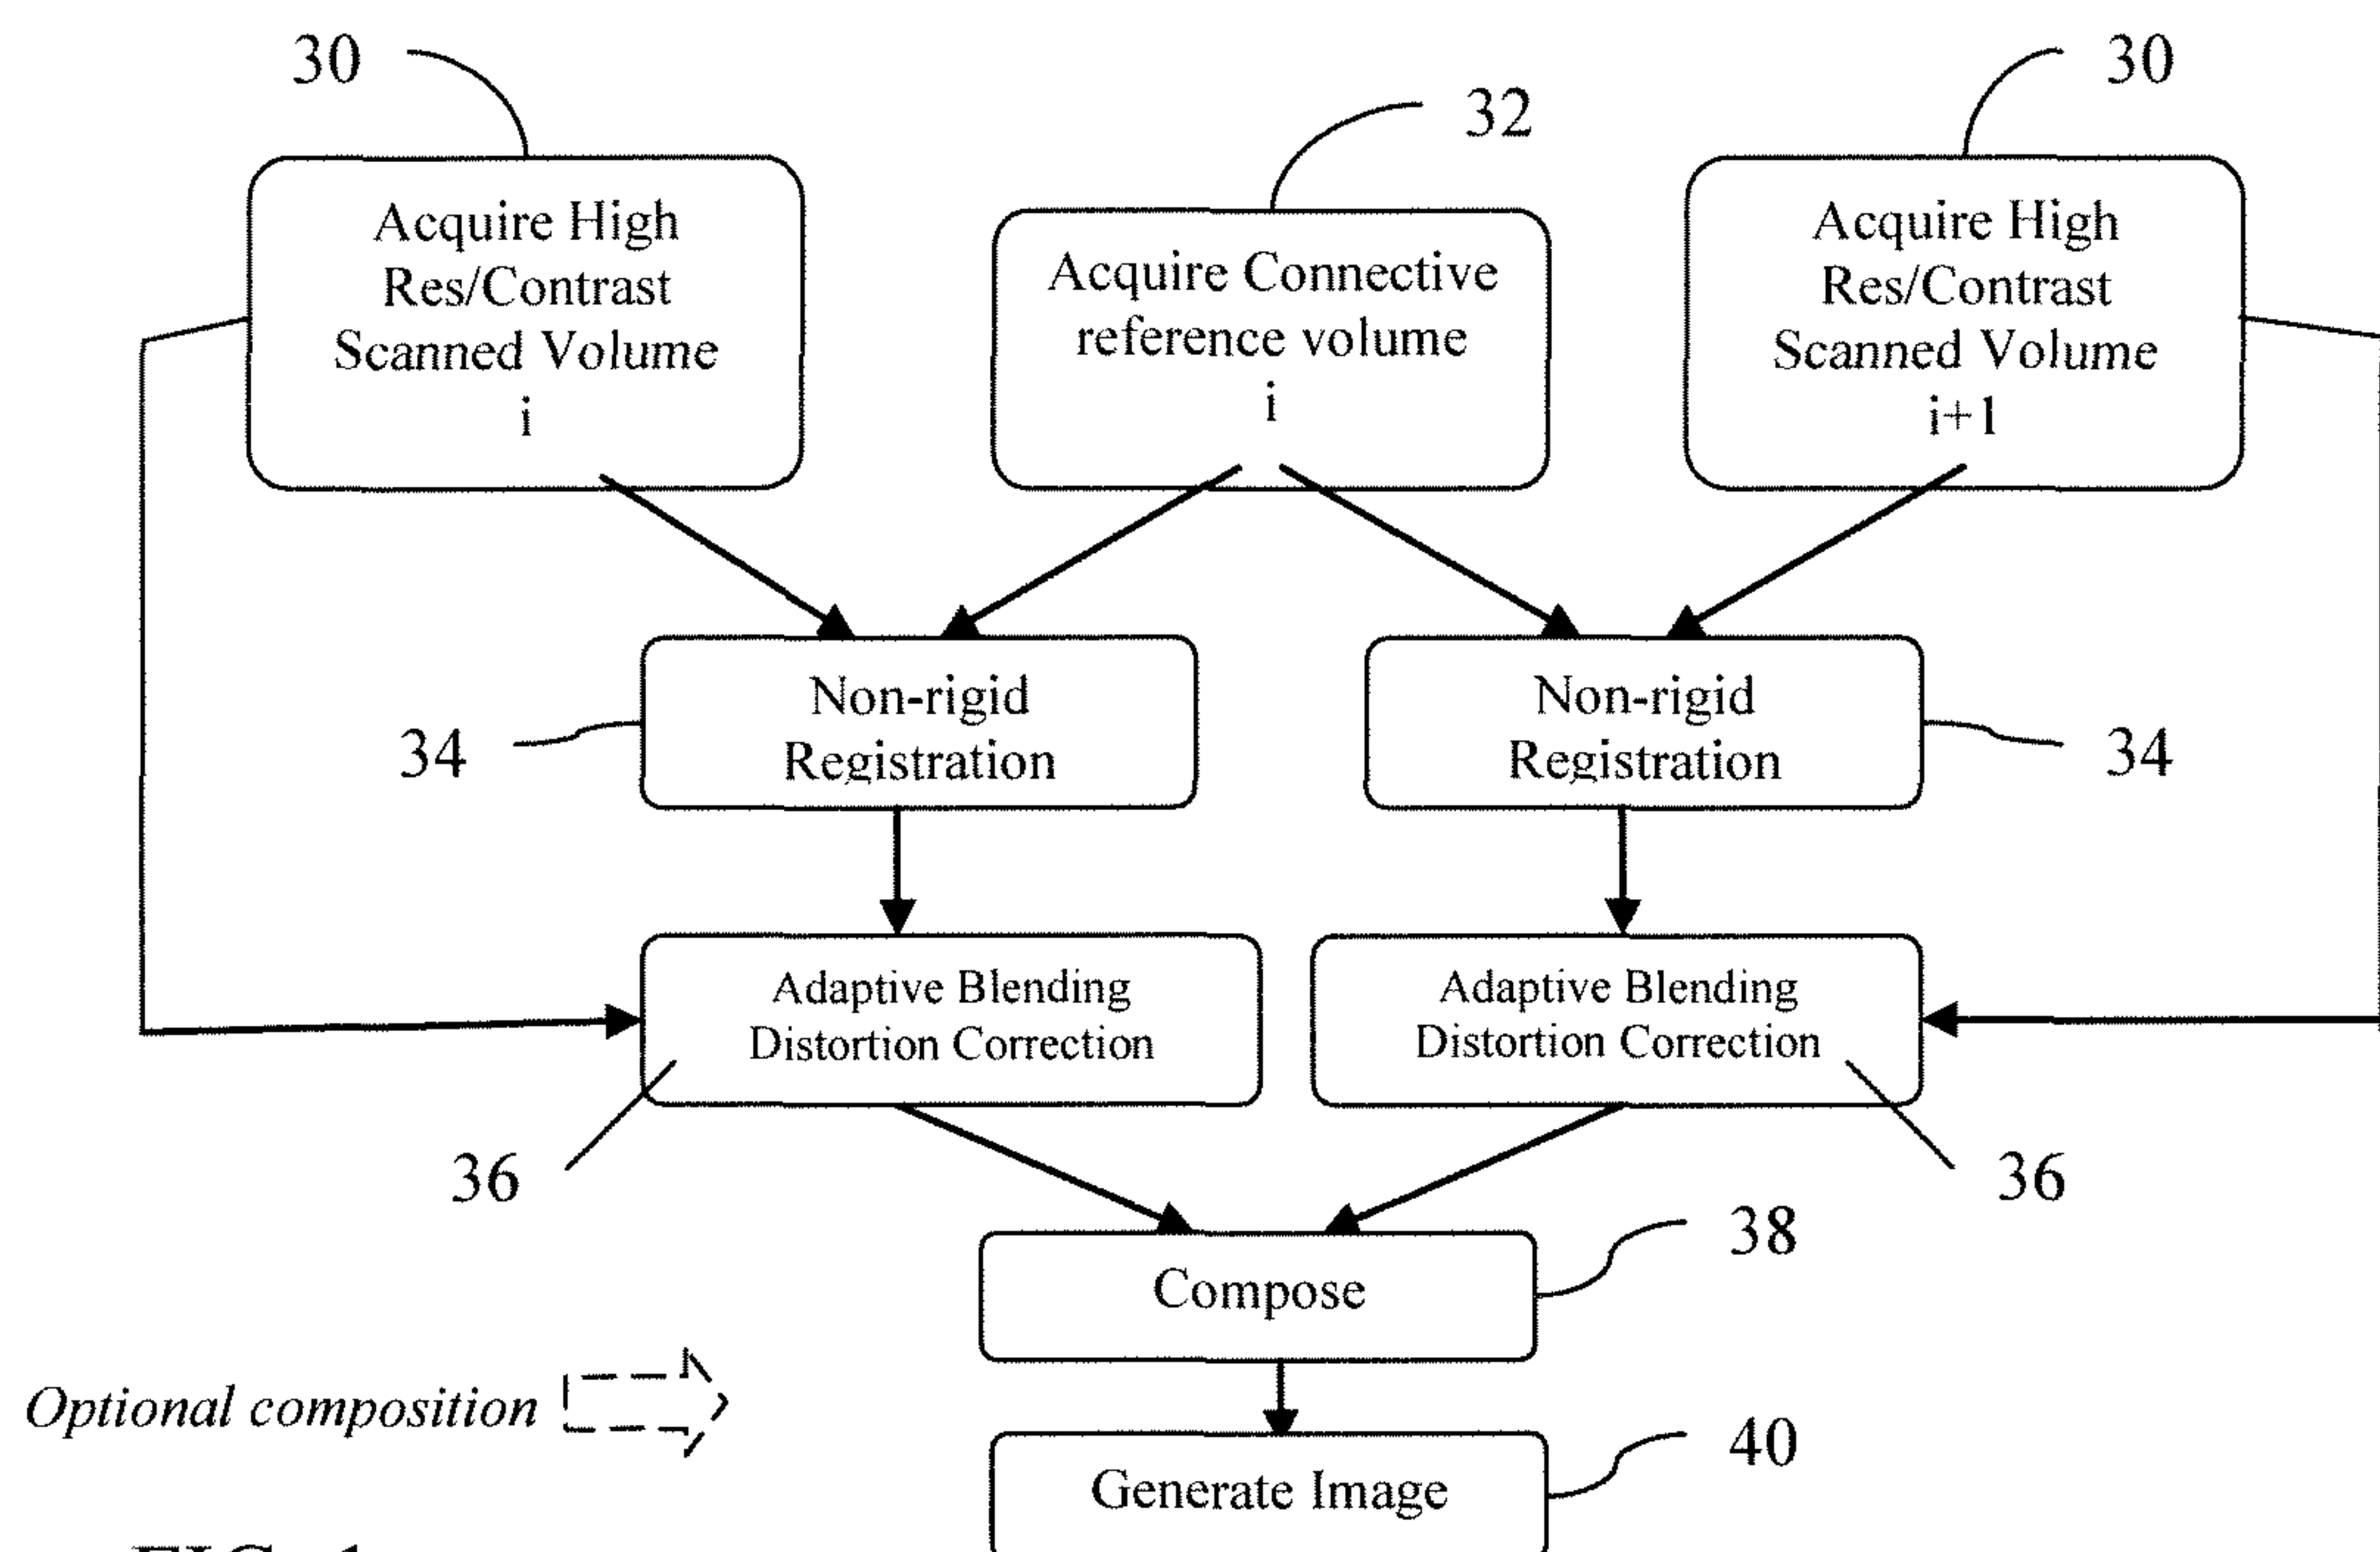 30
32
30
Acquire High
Res/Contrast
Scanned Volume
i
Acquire Connective
reference volume
i
Acquire High
Res/Contrast
Scanned Volume
i+1
34
Non-rigid
Registration
Non-rigid
Registration
34
Adaptive Blending
Distortion Correction
Adaptive Blending
Distortion Correction
36
36
Compose
38
Optional composition
Generate Image
40
FIG. 1